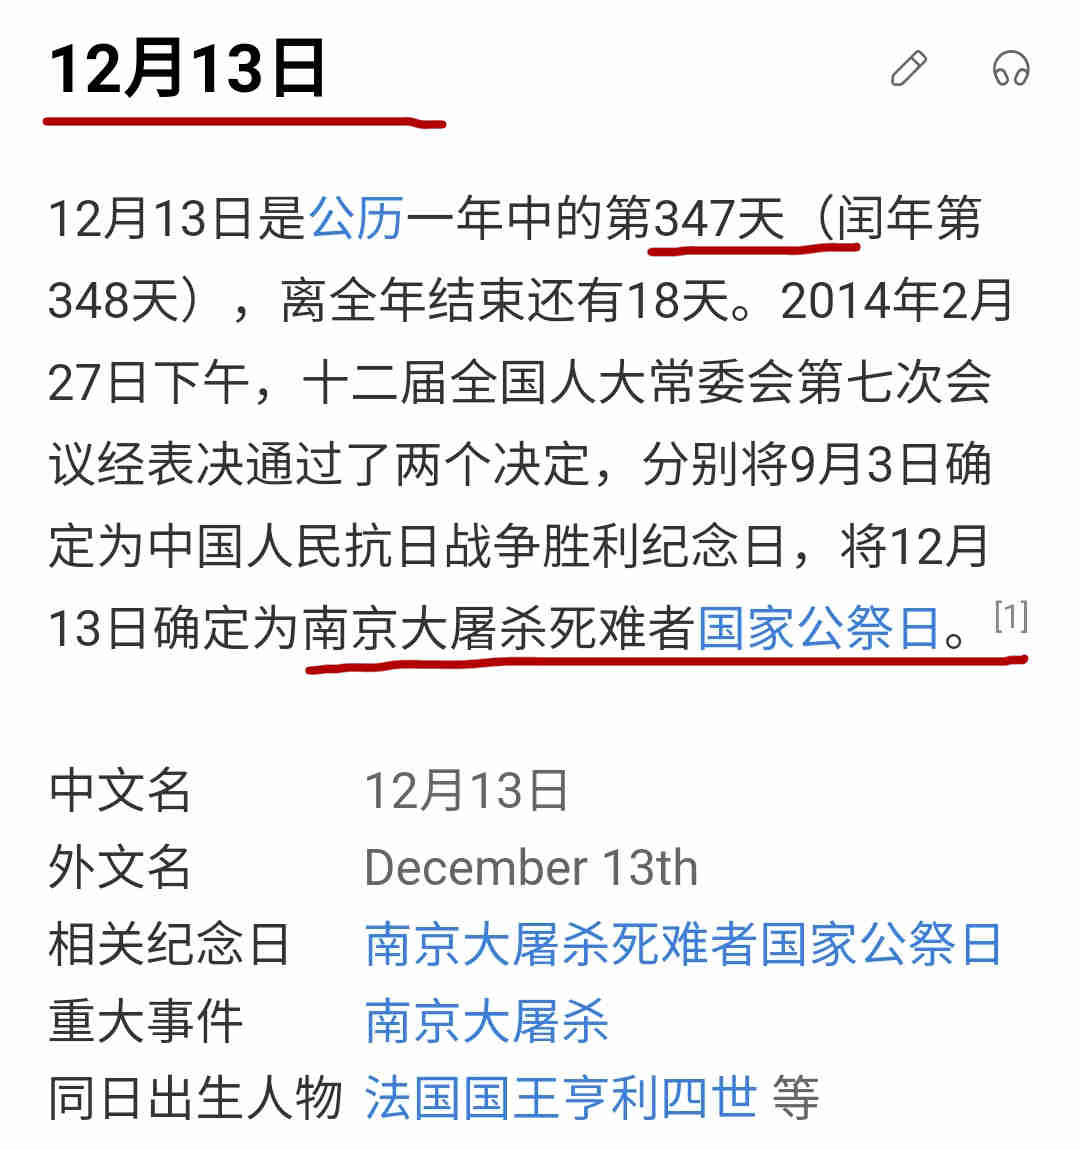 12月13日
12月13日是公历一年中的第347天（闰年第
348天），离全年结束还有18天。2014年2月
27日下午，十二届全国人大常委会第七次会
议经表决通过了两个决定，分别将9月3日确
定为中国人民抗日战争胜利纪念日，将12月
13日确定为南京大屠杀死难者国家公祭日。[1]
中文名 12月13日
外文名 December 13th
相关纪念日 南京大屠杀死难者国家公祭日
重大事件 南京大屠杀
同日出生人物 法国国王亨利四世 等